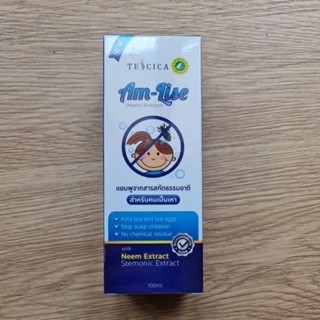 TEICICA
Am-Lise
Organic Shampoo
แชมพูจากสารสกัดธรรมชาติ
สำหรับคนเป็นเหา
Kills lice and lice eggs
Stop scalp irritation
No chemical residue
with
Neem Extract
Stemonic Extract
100ml